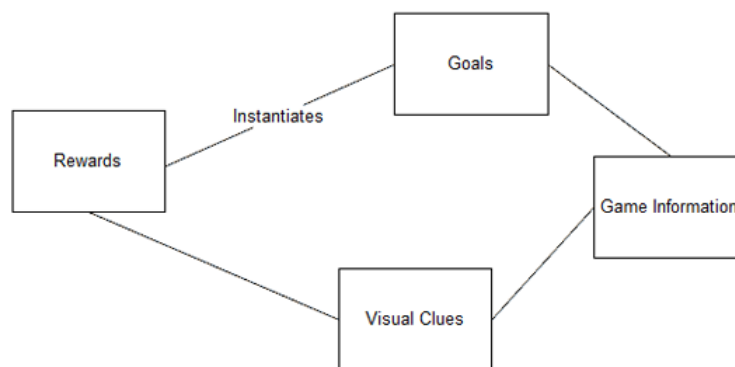 Goals
Instantiates
Rewards
Game Information
Visual Clues